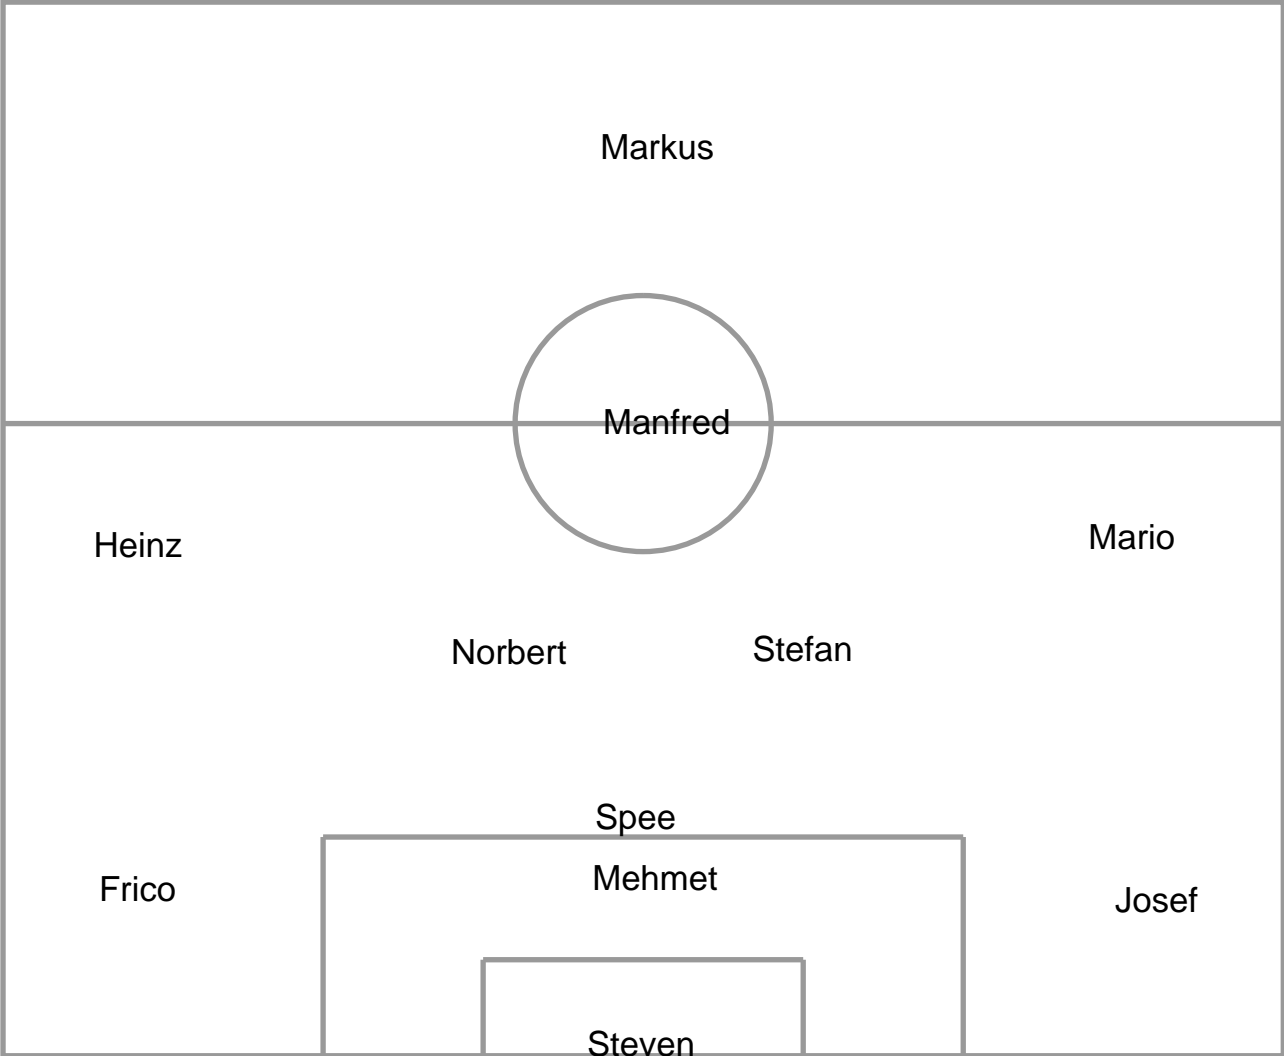 Markus
Manfred
Heinz
Mario
Norbert
Stefan
Spee
Mehmet
Frico
Josef
Steven